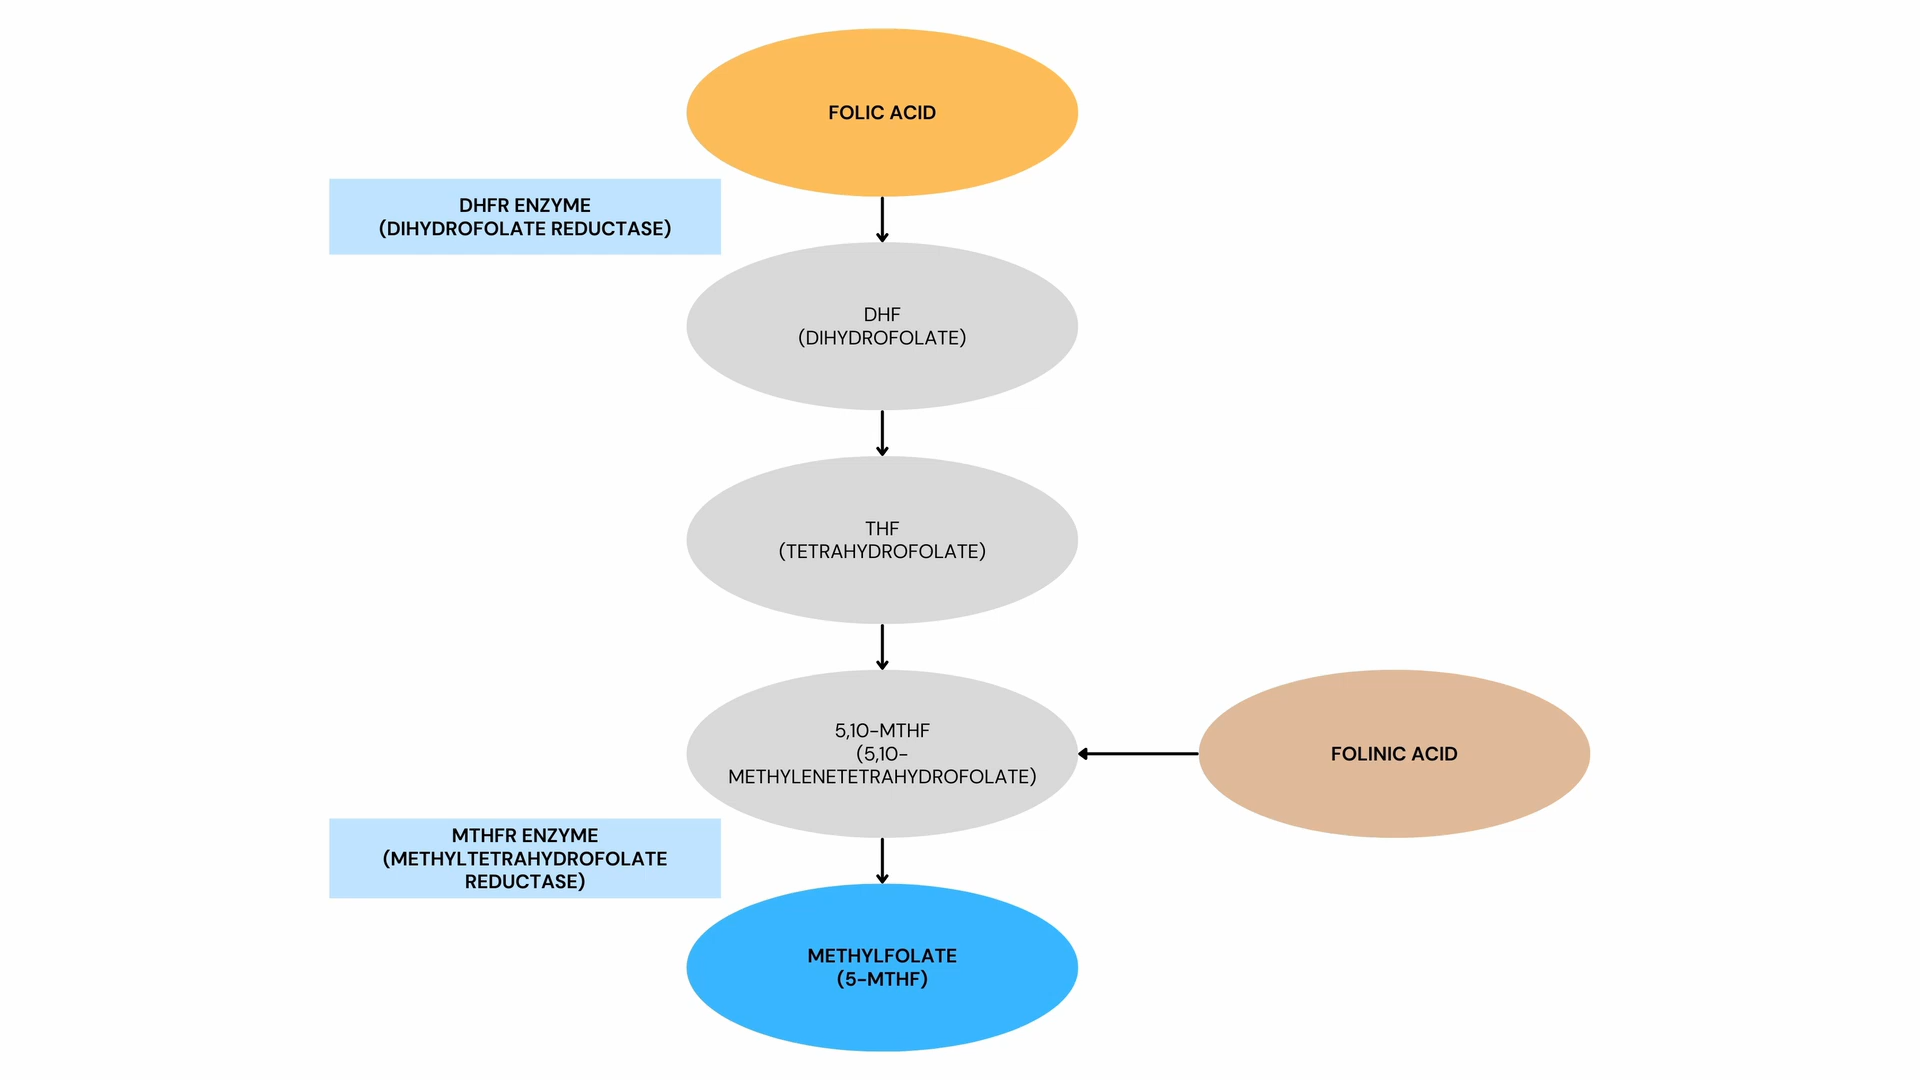 FOLIC ACID
DHFR ENZYME
(DIHYDROFOLATE REDUCTASE)
DHF
(DIHYDROFOLATE)
THF
(TETRAHYDROFOLATE)
5,10-MTHF
(5,10-
METHYLENETETRAHYDROFOLATE)
FOLINIC ACID
MTHFR ENZYME
(METHYLTETRAHYDROFOLATE
REDUCTASE)
METHYLFOLATE
(5-MTHF)